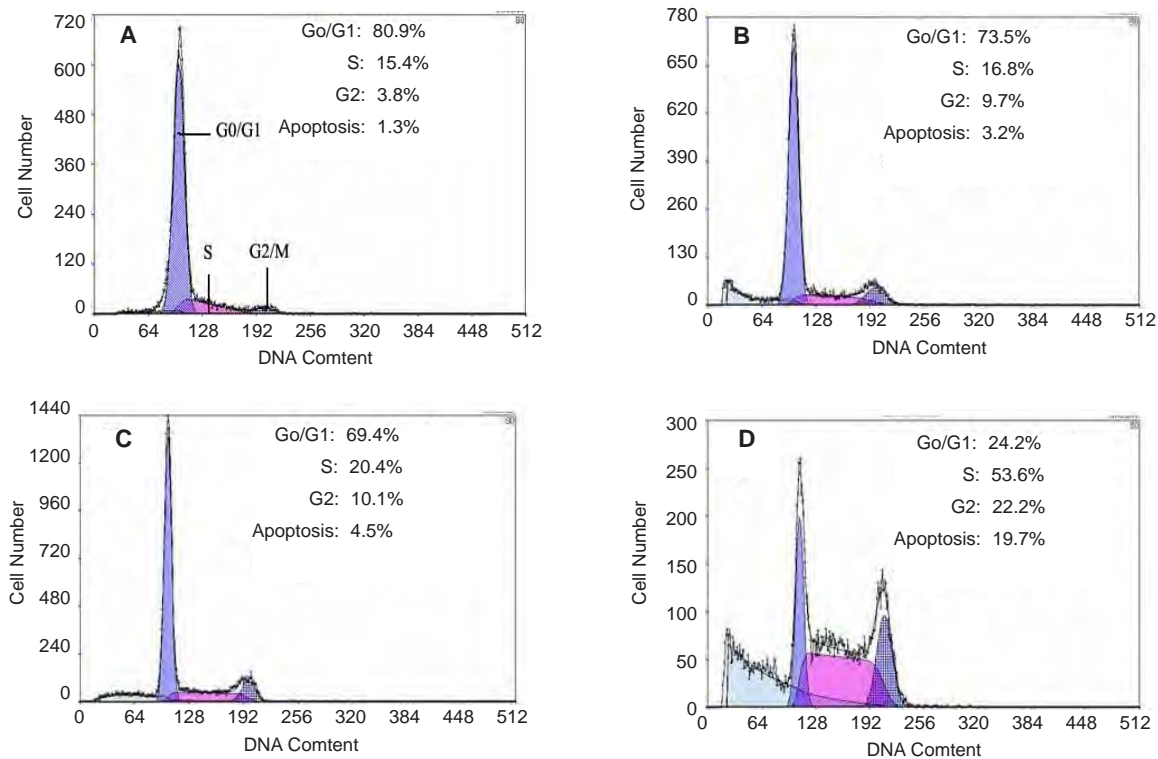 A
Go/G1: 80.9%
S: 15.4%
G2: 3.8%
Apoptosis: 1.3%
G0/G1
S
G2/M
720
600
480
360
240
120
0
Cell Number
0 64 128 192 256 320 384 448 512
DNA Comtent
B
Go/G1: 73.5%
S: 16.8%
G2: 9.7%
Apoptosis: 3.2%
780
650
620
390
260
130
0
Cell Number
0 64 128 192 256 320 384 448 512
DNA Comtent
C
Go/G1: 69.4%
S: 20.4%
G2: 10.1%
Apoptosis: 4.5%
1440
1200
960
720
480
240
0
Cell Number
0 64 128 192 256 320 384 448 512
DNA Comtent
D
Go/G1: 24.2%
S: 53.6%
G2: 22.2%
Apoptosis: 19.7%
300
250
200
150
100
50
0
Cell Number
0 64 128 192 256 320 384 448 512
DNA Comtent